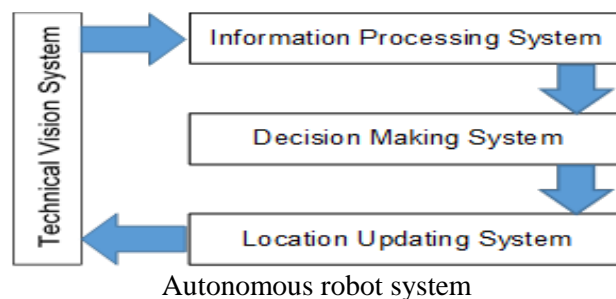 Technical Vision System
Information Processing System
Decision Making System
Location Updating System
Autonomous robot system